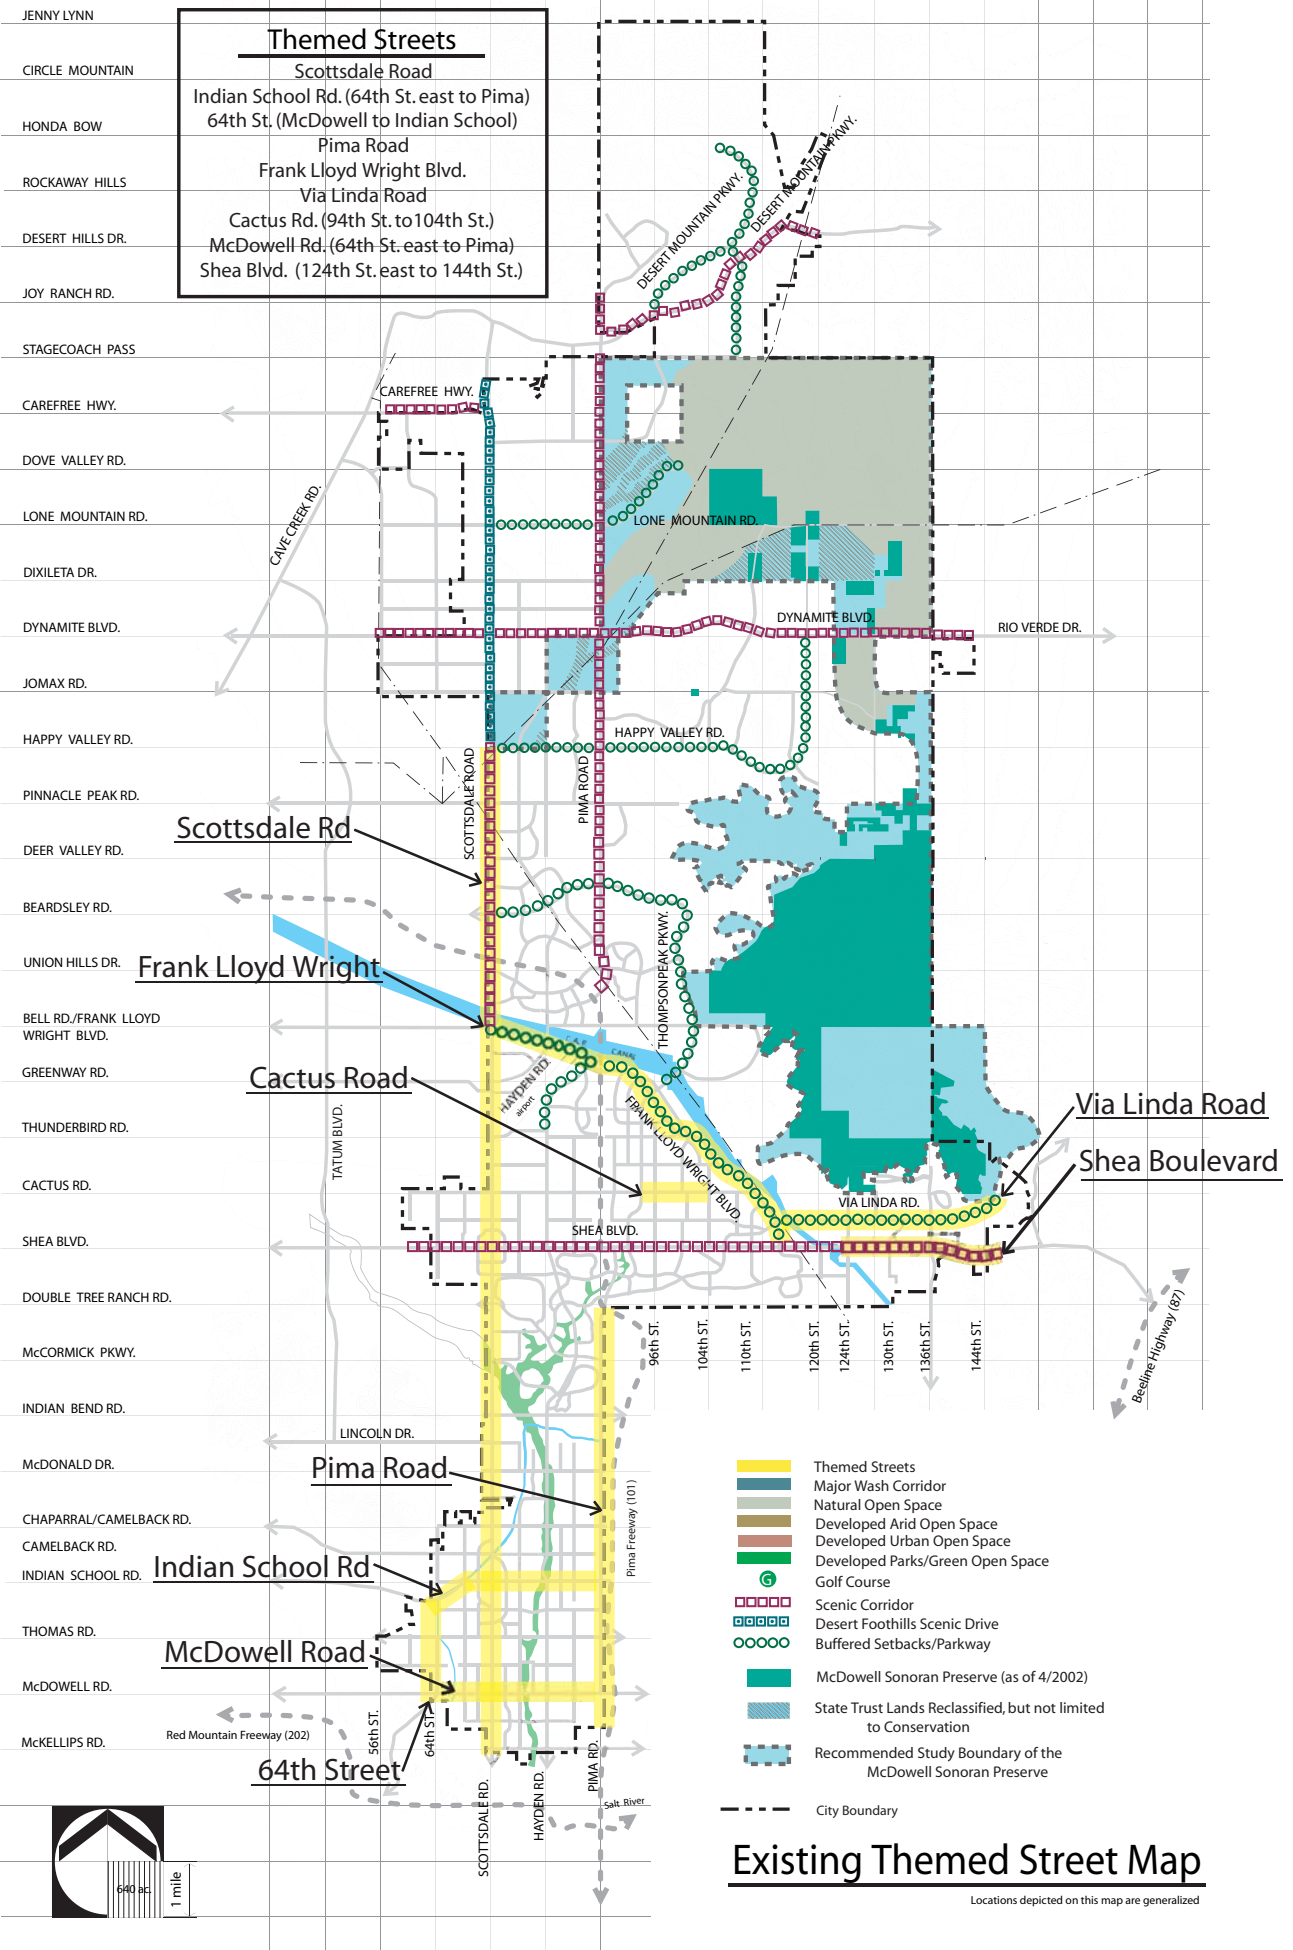 JENNY LYNN
CIRCLE MOUNTAIN
HONDA BOW
ROCKAWAY HILLS
DESERT HILLS DR.
JOY RANCH RD.
STAGECOACH PASS
CAREFREE HWY.
DOVE VALLEY RD.
LONE MOUNTAIN RD.
DIXILETA DR.
DYNAMITE BLVD.
JOMAX RD.
HAPPY VALLEY RD.
PINNACLE PEAK RD.
DEER VALLEY RD.
BEARDSLEY RD.
UNION HILLS DR.
BELL RD./FRANK LLOYD
WRIGHT BLVD.
GREENWAY RD.
THUNDERBIRD RD.
CACTUS RD.
SHEA BLVD.
DOUBLE TREE RANCH RD.
McCORMICK PKWY.
INDIAN BEND RD.
McDONALD DR.
CHAPARRAL/CAMELBACK RD.
CAMELBACK RD.
INDIAN SCHOOL RD.
THOMAS RD.
McDOWELL RD.
McKELLIPS RD.
Themed Streets
Scottsdale Road
Indian School Rd. (64th St. east to Pima)
64th St. (McDowell to Indian School)
Pima Road
Frank Lloyd Wright Blvd.
Via Linda Road
Cactus Rd. (94th St. to104th St.)
McDowell Rd. (64th St. east to Pima)
Shea Blvd. (124th St. east to 144th St.)
DESERT MOUNTAIN PKWY.
DESERT MOUNTAIN PKWY.
CAREFREE HWY.
CAVE CREEK RD.
LONE MOUNTAIN RD.
DYNAMITE BLVD.
RIO VERDE DR.
HAPPY VALLEY RD.
SCOTTSDALE ROAD
PIMA ROAD
Scottsdale Rd
THOMPSON PEAK PKWY.
Frank Lloyd Wright
C.A.P. CANAL
HAYDEN RD.
airport
Cactus Road
FRANK LLOYD WRIGHT BLVD.
TATUM BLVD.
Via Linda Road
Shea Boulevard
VIA LINDA RD.
SHEA BLVD.
96th ST.
104th ST.
110th ST.
120th ST.
124th ST.
130th ST.
136th ST.
144th ST.
Beeline Highway (87)
LINCOLN DR.
Pima Road
Pima Freeway (101)
Indian School Rd
McDowell Road
64th Street
Red Mountain Freeway (202)
56th ST.
64th ST.
SCOTTSDALE RD.
HAYDEN RD.
PIMA RD.
Salt River
640 ac.
1 mile
Themed Streets
Major Wash Corridor
Natural Open Space
Developed Arid Open Space
Developed Urban Open Space
Developed Parks/Green Open Space
G
Golf Course
Scenic Corridor
Desert Foothills Scenic Drive
Buffered Setbacks/Parkway
McDowell Sonoran Preserve (as of 4/2002)
State Trust Lands Reclassified, but not limited
to Conservation
Recommended Study Boundary of the
McDowell Sonoran Preserve
City Boundary
Existing Themed Street Map
Locations depicted on this map are generalized